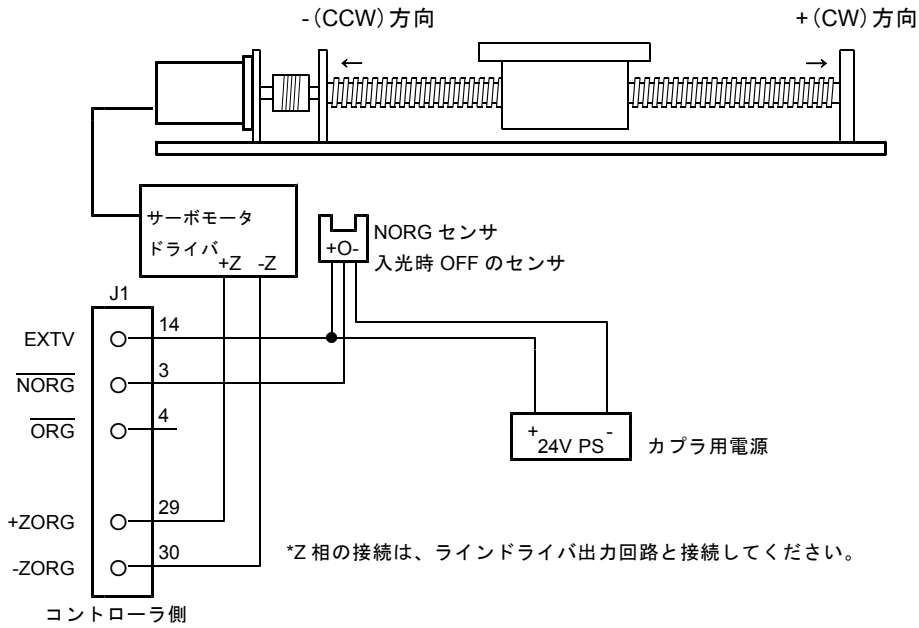 -(CCW)方向
+(CW)方向
←
→
サーボモータ
ドライバ
+Z -Z
NORG センサ
+O-
入光時 OFF のセンサ
J1
EXTV
14
NORG
3
ORG
4
+
-
24V PS
カプラ用電源
+ZORG
29
-ZORG
30
*Z 相の接続は、ラインドライバ出力回路と接続してください。
コントローラ側